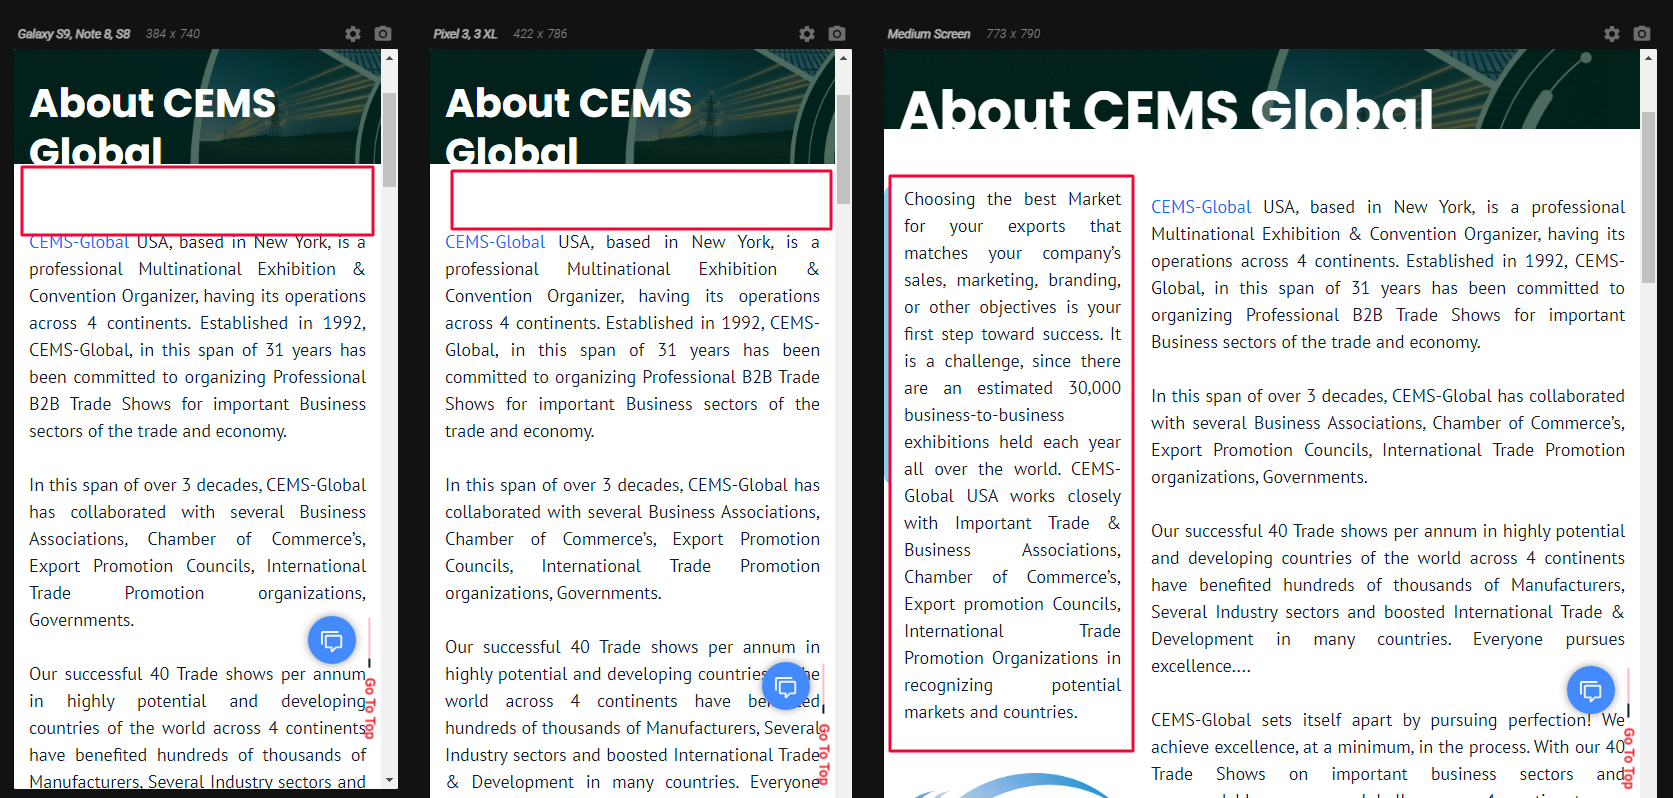 Galaxy S9, Note 8, S8 384 x 740
About CEMS
Global
CEMS-Global USA, based in New York, is a
professional Multinational Exhibition &
Convention Organizer, having its operations
across 4 continents. Established in 1992,
CEMS-Global, in this span of 31 years has
been committed to organizing Professional
B2B Trade Shows for important Business
sectors of the trade and economy.
In this span of over 3 decades, CEMS-Global
has collaborated with several Business
Associations, Chamber of Commerce's,
Export Promotion Councils, International
Trade Promotion organizations,
Governments.
Our successful 40 Trade shows per annum
in highly potential and developing
countries of the world across 4 continents
have benefited hundreds of thousands of
Manufacturers, Several Industry sectors and
Go To Top
Pixel 3, 3 XL 422 x 786
About CEMS
Global
CEMS-Global USA, based in New York, is a
professional Multinational Exhibition &
Convention Organizer, having its operations
across 4 continents. Established in 1992, CEMS-
Global, in this span of 31 years has been
committed to organizing Professional B2B Trade
Shows for important Business sectors of the
trade and economy.
In this span of over 3 decades, CEMS-Global has
collaborated with several Business Associations,
Chamber of Commerce's, Export Promotion
Councils, International Trade Promotion
organizations, Governments.
Our successful 40 Trade shows per annum in
highly potential and developing countries
world across 4 continents have
hundreds of thousands of Manufacturers, Several
Industry sectors and boosted International Trade
& Development in many countries. Everyone
Go To Top
Medium Screen 773 x 790
About CEMS Global
Choosing the best Market
for your exports that
matches your company's
sales, marketing, branding,
or other objectives is your
first step toward success. It
is a challenge, since there
are an estimated 30,000
business-to-business
exhibitions held each year
all over the world. CEMS-
Global USA works closely
with Important Trade &
Business Associations,
Chamber of Commerce's,
Export promotion Councils,
International Trade
Promotion Organizations in
recognizing potential
markets and countries.
CEMS-Global USA, based in New York, is a professional
Multinational Exhibition & Convention Organizer, having its
operations across 4 continents. Established in 1992, CEMS-
Global, in this span of 31 years has been committed to
organizing Professional B2B Trade Shows for important
Business sectors of the trade and economy.
In this span of over 3 decades, CEMS-Global has collaborated
with several Business Associations, Chamber of Commerce's,
Export Promotion Councils, International Trade Promotion
organizations, Governments.
Our successful 40 Trade shows per annum in highly potential
and developing countries of the world across 4 continents
have benefited hundreds of thousands of Manufacturers,
Several Industry sectors and boosted International Trade &
Development in many countries. Everyone pursues
excellence....
CEMS-Global sets itself apart by pursuing perfection! We
achieve excellence, at a minimum, in the process. With our 40
Trade Shows on important business sectors and
Go To Top